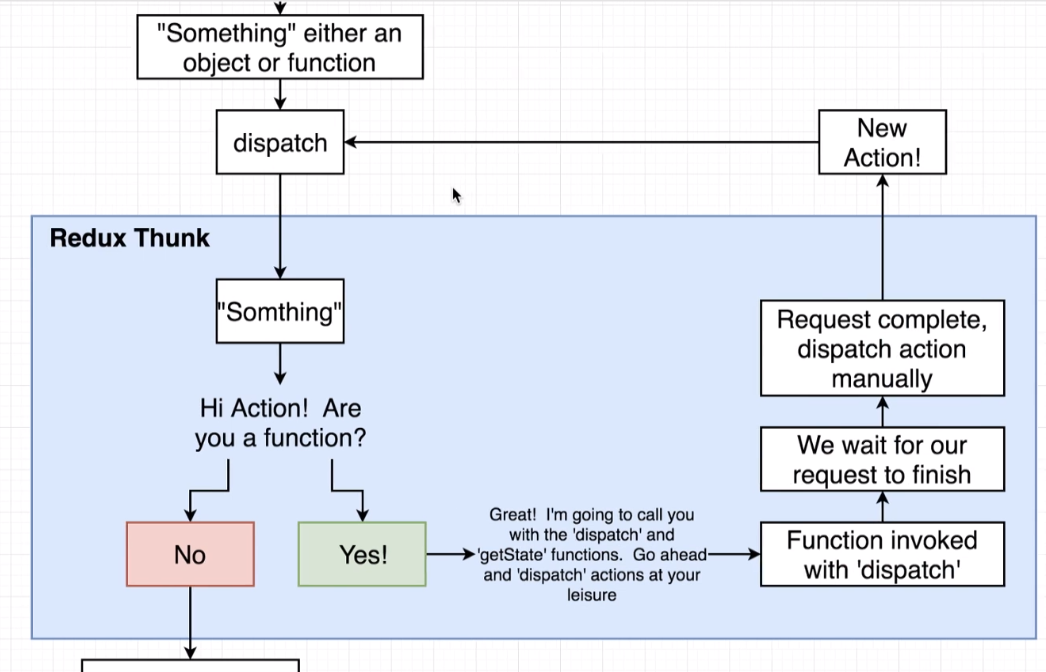 "Something" either an
object or function
dispatch
New
Action!
Redux Thunk
"Somthing"
Request complete,
dispatch action
manually
Hi Action!  Are
you a function?
We wait for our
request to finish
No
Yes!
Great!  I'm going to call you
with the 'dispatch' and
'getState' functions.  Go ahead
and 'dispatch' actions at your
leisure
Function invoked
with 'dispatch'